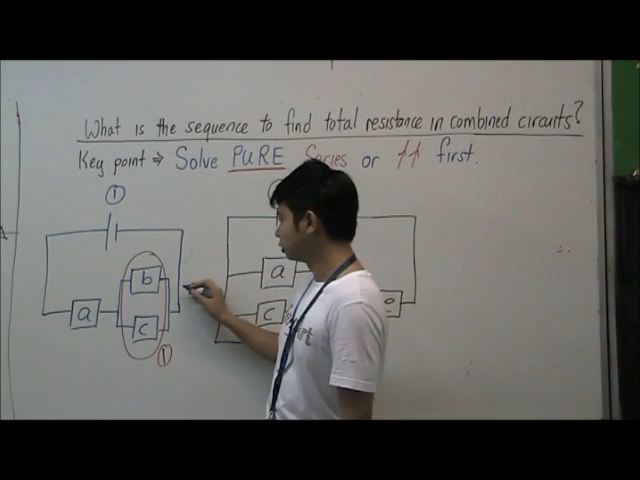 What is the sequence to find total resistance in combined circuits?
Key point ⇒ Solve PURE Series or ↑↑ first.
①
b
a
c
①
a
c
e